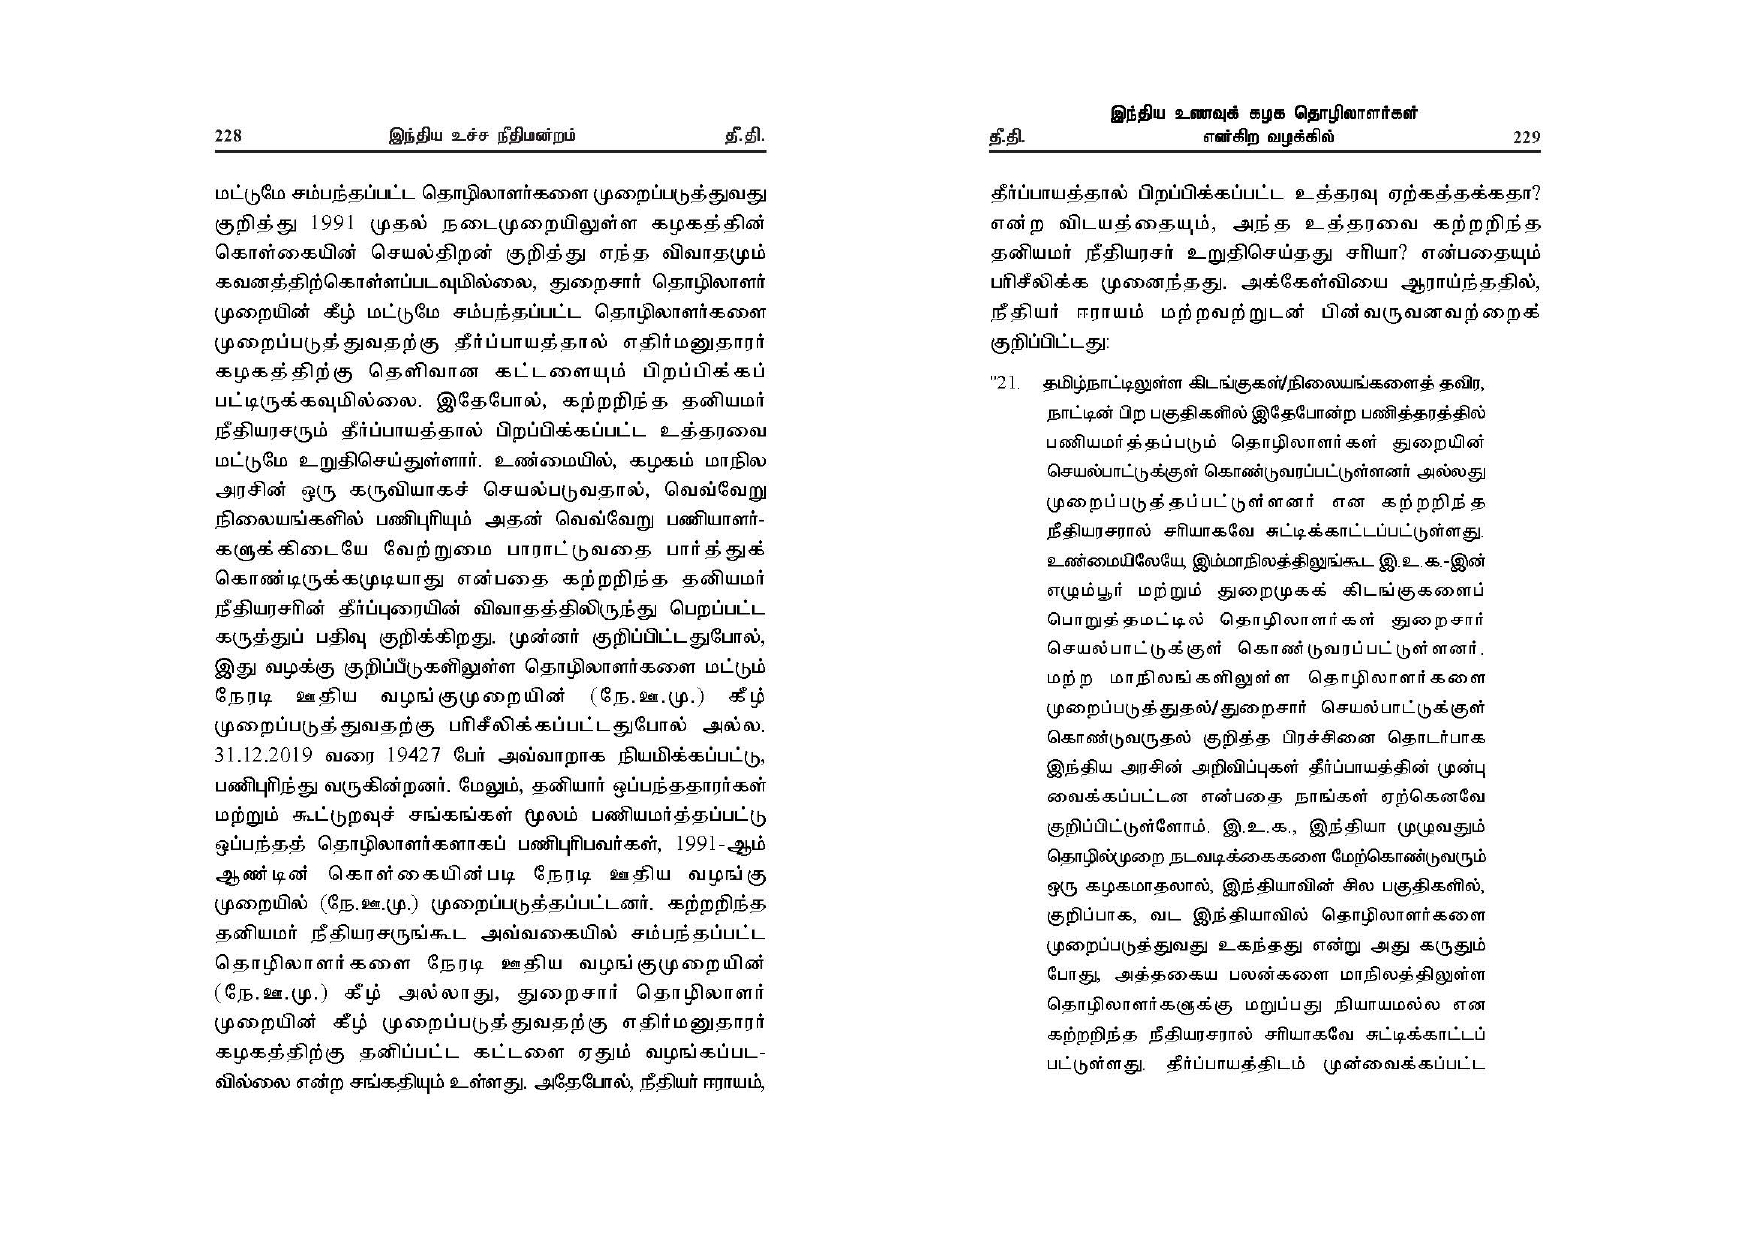 228 இந்திய உச்ச நீதிமன்றம் தீ.தி.
மட்டுமே சம்பந்தப்பட்ட தொழிலாளர்களை முறைப்படுத்துவது
குறித்து 1991 முதல் நடைமுறையிலுள்ள கழகத்தின்
கொள்கையின் செயல்திறன் குறித்து எந்த விவாதமும்
கவனத்திற்கொள்ளப்படவுமில்லை, துறைசார் தொழிலாளர்
முறையின் கீழ் மட்டுமே சம்பந்தப்பட்ட தொழிலாளர்களை
முறைப்படுத்துவதற்கு தீர்ப்பாயத்தால் எதிர்மனுதாரர்
கழகத்திற்கு தெளிவான கட்டளையும் பிறப்பிக்கப்
பட்டிருக்கவுமில்லை. இதேபோல், கற்றறிந்த தனியமர்
நீதியரசரும் தீர்ப்பாயத்தால் பிறப்பிக்கப்பட்ட உத்தரவை
மட்டுமே உறுதிசெய்துள்ளார். உண்மையில், கழகம் மாநில
அரசின் ஒரு கருவியாகச் செயல்படுவதால், வெவ்வேறு
நிலையங்களில் பணிபுரியும் அதன் வெவ்வேறு பணியாளர்-
களுக்கிடையே வேற்றுமை பாராட்டுவதை பார்த்துக்
கொண்டிருக்கமுடியாது என்பதை கற்றறிந்த தனியமர்
நீதியரசரின் தீர்ப்புரையின் விவாதத்திலிருந்து பெறப்பட்ட
கருத்துப் பதிவு குறிக்கிறது. முன்னர் குறிப்பிட்டதுபோல்,
இது வழக்கு குறிப்பீடுகளிலுள்ள தொழிலாளர்களை மட்டும்
நேரடி ஊதிய வழங்குமுறையின் (நே.ஊ.மு.) கீழ்
முறைப்படுத்துவதற்கு பரிசீலிக்கப்பட்டதுபோல் அல்ல.
31.12.2019 வரை 19427 பேர் அவ்வாறாக நியமிக்கப்பட்டு,
பணிபுரிந்து வருகின்றனர். மேலும், தனியார் ஒப்பந்ததாரர்கள்
மற்றும் கூட்டுறவுச் சங்கங்கள் மூலம் பணியமர்த்தப்பட்டு
ஒப்பந்தத் தொழிலாளர்களாகப் பணிபுரிபவர்கள், 1991-ஆம்
ஆண்டின் கொள்கையின்படி நேரடி ஊதிய வழங்கு
முறையில் (நே.ஊ.மு.) முறைப்படுத்தப்பட்டனர். கற்றறிந்த
தனியமர் நீதியரசருங்கூட அவ்வகையில் சம்பந்தப்பட்ட
தொழிலாளர்களை நேரடி ஊதிய வழங்குமுறையின்
(நே.ஊ.மு.) கீழ் அல்லாது, துறைசார் தொழிலாளர்
முறையின் கீழ் முறைப்படுத்துவதற்கு எதிர்மனுதாரர்
கழகத்திற்கு தனிப்பட்ட கட்டளை ஏதும் வழங்கப்பட-
வில்லை என்ற சங்கதியும் உள்ளது. அதேபோல், நீதியர் ஈராயம்,
இந்திய உணவுக் கழக தொழிலாளர்கள்
தீ.தி. என்கிற வழக்கில் 229
தீர்ப்பாயத்தால் பிறப்பிக்கப்பட்ட உத்தரவு ஏற்கத்தக்கதா?
என்ற விடயத்தையும், அந்த உத்தரவை கற்றறிந்த
தனியமர் நீதியரசர் உறுதிசெய்தது சரியா? என்பதையும்
பரிசீலிக்க முனைந்தது. அக்கேள்வியை ஆராய்ந்ததில்,
நீதியர் ஈராயம் மற்றவற்றுடன் பின்வருவனவற்றைக்
குறிப்பிட்டது:
"21. தமிழ்நாட்டிலுள்ள கிடங்குகள்/நிலையங்களைத் தவிர,
நாட்டின் பிற பகுதிகளில் இதேபோன்ற பணித்தரத்தில்
பணியமர்த்தப்படும் தொழிலாளர்கள் துறையின்
செயல்பாட்டுக்குள் கொண்டுவரப்பட்டுள்ளனர் அல்லது
முறைப்படுத்தப்பட்டுள்ளனர் என கற்றறிந்த
நீதியரசரால் சரியாகவே சுட்டிக்காட்டப்பட்டுள்ளது.
உண்மையிலேயே, இம்மாநிலத்திலுங்கூட இ.உ.க.-இன்
எழும்பூர் மற்றும் துறைமுகக் கிடங்குகளைப்
பொறுத்தமட்டில் தொழிலாளர்கள் துறைசார்
செயல்பாட்டுக்குள் கொண்டுவரப்பட்டுள்ளனர்.
மற்ற மாநிலங்களிலுள்ள தொழிலாளர்களை
முறைப்படுத்துதல்/துறைசார் செயல்பாட்டுக்குள்
கொண்டுவருதல் குறித்த பிரச்சினை தொடர்பாக
இந்திய அரசின் அறிவிப்புகள் தீர்ப்பாயத்தின் முன்பு
வைக்கப்பட்டன என்பதை நாங்கள் ஏற்கெனவே
குறிப்பிட்டுள்ளோம். இ.உ.க., இந்தியா முழுவதும்
தொழில்முறை நடவடிக்கைகளை மேற்கொண்டுவரும்
ஒரு கழகமாதலால், இந்தியாவின் சில பகுதிகளில்,
குறிப்பாக, வட இந்தியாவில் தொழிலாளர்களை
முறைப்படுத்துவது உகந்தது என்று அது கருதும்
போது, அத்தகைய பலன்களை மாநிலத்திலுள்ள
தொழிலாளர்களுக்கு மறுப்பது நியாயமல்ல என
கற்றறிந்த நீதியரசரால் சரியாகவே சுட்டிக்காட்டப்
பட்டுள்ளது. தீர்ப்பாயத்திடம் முன்வைக்கப்பட்ட